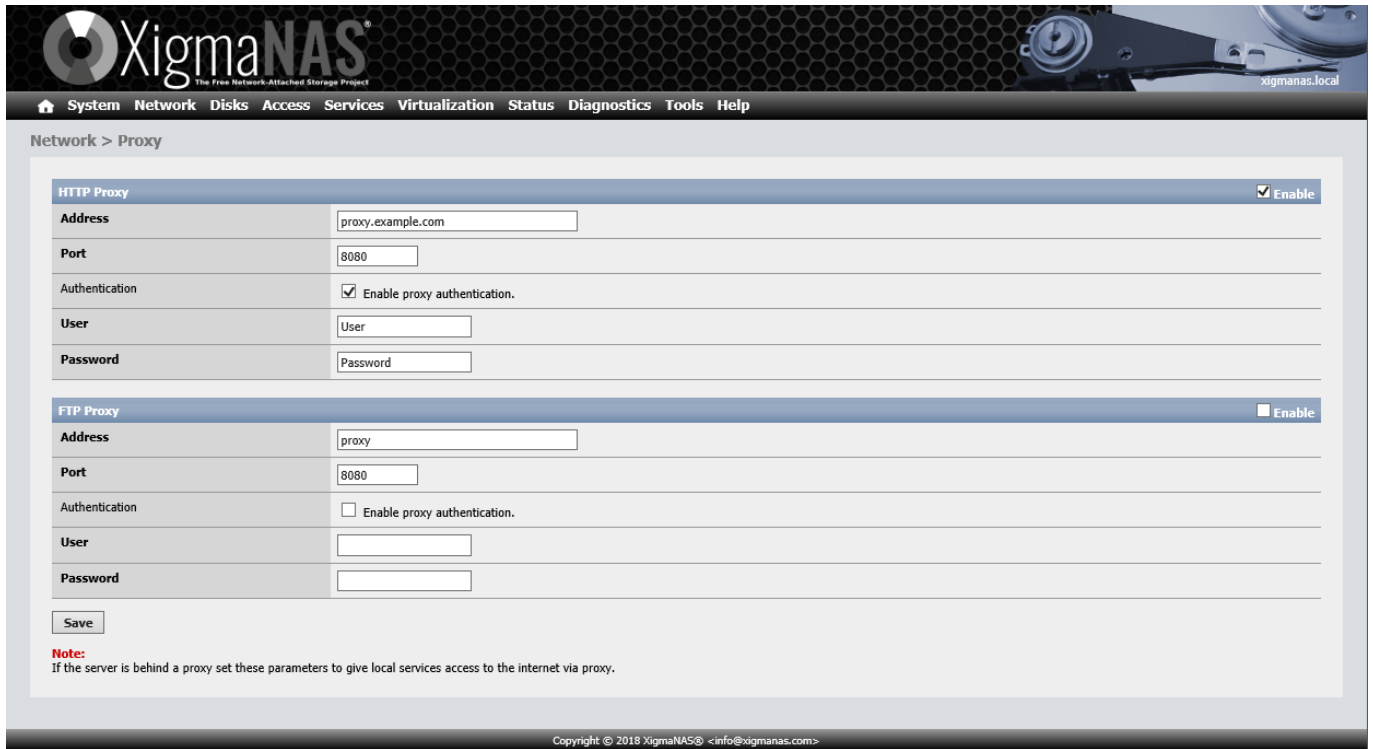 XigmaNAS®
The Free Network-Attached Storage Project
xigmanas.local
System Network Disks Access Services Virtualization Status Diagnostics Tools Help
Network > Proxy
HTTP Proxy Enable
Address proxy.example.com
Port 8080
Authentication Enable proxy authentication.
User User
Password Password
FTP Proxy Enable
Address proxy
Port 8080
Authentication Enable proxy authentication.
User
Password
Save
Note:
If the server is behind a proxy set these parameters to give local services access to the internet via proxy.
Copyright © 2018 XigmaNAS® <info@xigmanas.com>